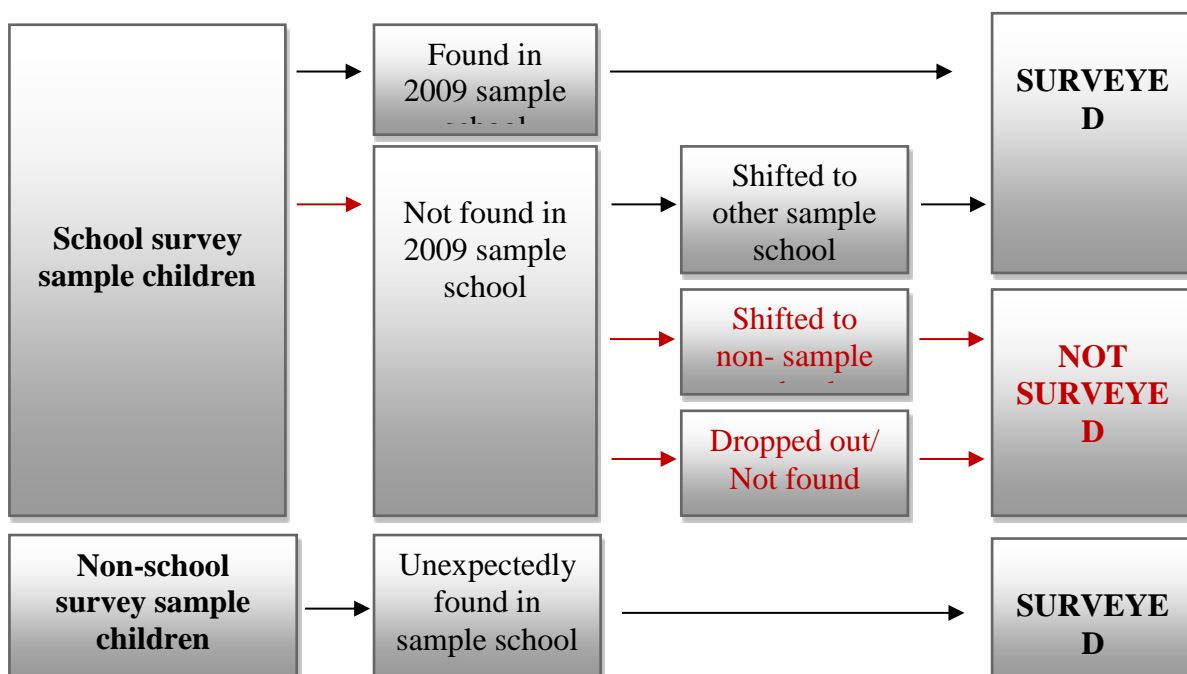 Found in
2009 sample
school
SURVEYE
D
School survey
sample children
Not found in
2009 sample
school
Shifted to
other sample
school
Shifted to
non- sample
NOT
SURVEYE
D
Dropped out/
Not found
Non-school
survey sample
children
Unexpectedly
found in
sample school
SURVEYE
D